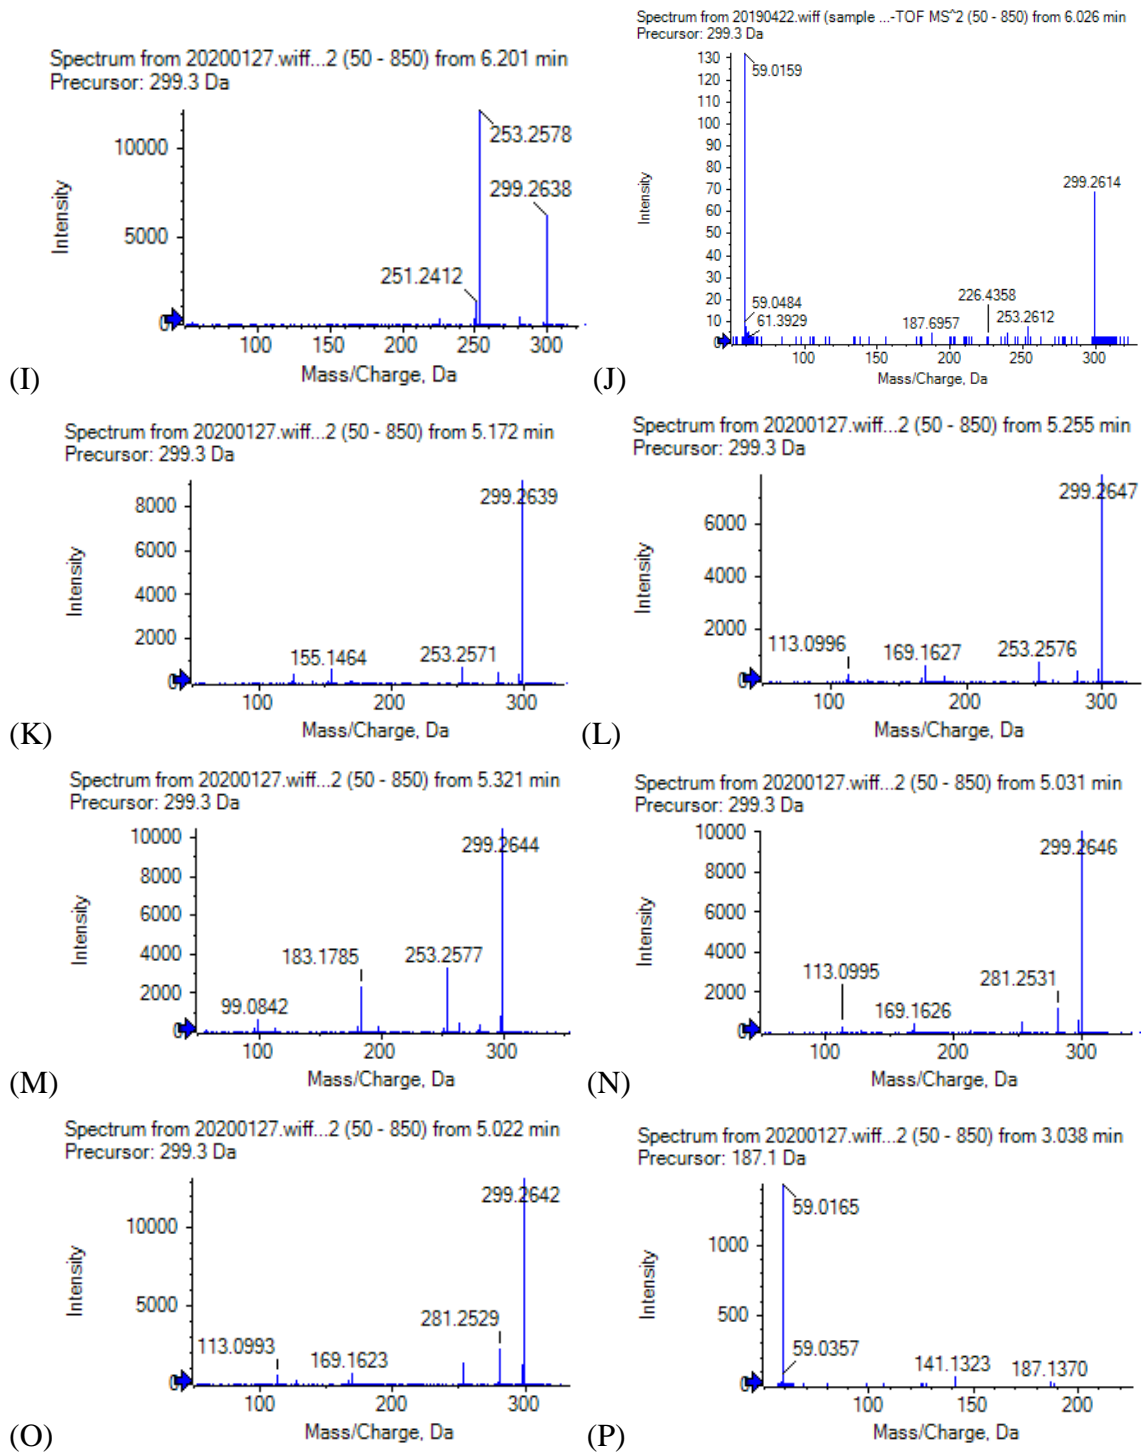 Spectrum from 20200127.wiff...2 (50 - 850) from 6.201 min
Precursor: 299.3 Da
253.2578
299.2638
251.2412
10000
5000
0
Intensity
100 150 200 250 300
Mass/Charge, Da
(I)
Spectrum from 20190422.wiff (sample ...-TOF MS^2 (50 - 850) from 6.026 min
Precursor: 299.3 Da
130
120
110
100
90
80
70
60
50
40
30
20
10
Intensity
59.0159
299.2614
226.4358
59.0484
253.2612
187.6957
61.3929
100 150 200 250 300
Mass/Charge, Da
(J)
Spectrum from 20200127.wiff...2 (50 - 850) from 5.172 min
Precursor: 299.3 Da
8000
6000
4000
2000
0
Intensity
299.2639
155.1464
253.2571
100 200 300
Mass/Charge, Da
(K)
Spectrum from 20200127.wiff...2 (50 - 850) from 5.255 min
Precursor: 299.3 Da
6000
4000
2000
0
Intensity
299.2647
113.0996
169.1627
253.2576
100 200 300
Mass/Charge, Da
(L)
Spectrum from 20200127.wiff...2 (50 - 850) from 5.321 min
Precursor: 299.3 Da
10000
8000
6000
4000
2000
0
Intensity
299.2644
183.1785
253.2577
99.0842
100 200 300
Mass/Charge, Da
(M)
Spectrum from 20200127.wiff...2 (50 - 850) from 5.031 min
Precursor: 299.3 Da
10000
8000
6000
4000
2000
0
Intensity
299.2646
113.0995
281.2531
169.1626
100 200 300
Mass/Charge, Da
(N)
Spectrum from 20200127.wiff...2 (50 - 850) from 5.022 min
Precursor: 299.3 Da
10000
5000
0
Intensity
299.2642
281.2529
113.0993
169.1623
100 200 300
Mass/Charge, Da
(O)
Spectrum from 20200127.wiff...2 (50 - 850) from 3.038 min
Precursor: 187.1 Da
1000
500
0
Intensity
59.0165
59.0357
141.1323
187.1370
100 150 200
Mass/Charge, Da
(P)